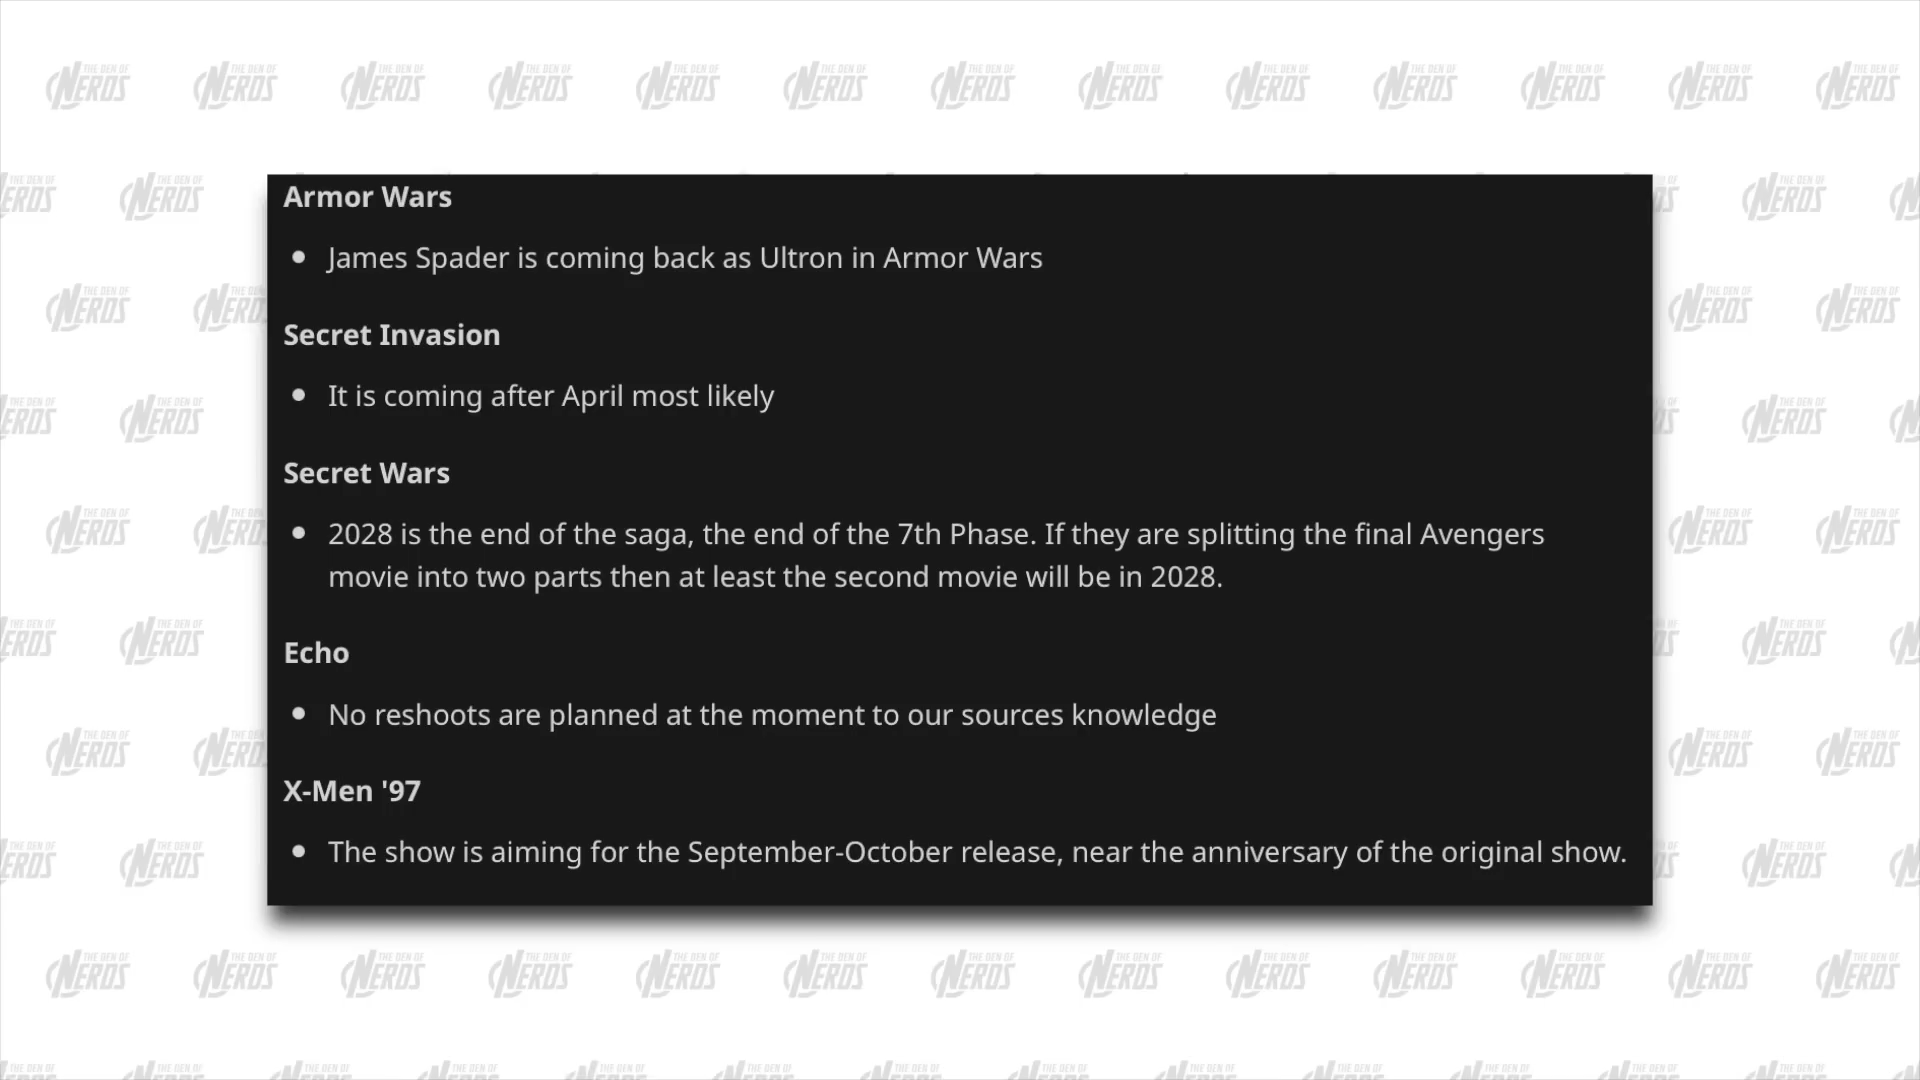 THE DEN OF NERDS
Armor Wars
• James Spader is coming back as Ultron in Armor Wars
Secret Invasion
• It is coming after April most likely
Secret Wars
• 2028 is the end of the saga, the end of the 7th Phase. If they are splitting the final Avengers
movie into two parts then at least the second movie will be in 2028.
Echo
• No reshoots are planned at the moment to our sources knowledge
X-Men '97
• The show is aiming for the September-October release, near the anniversary of the original show.